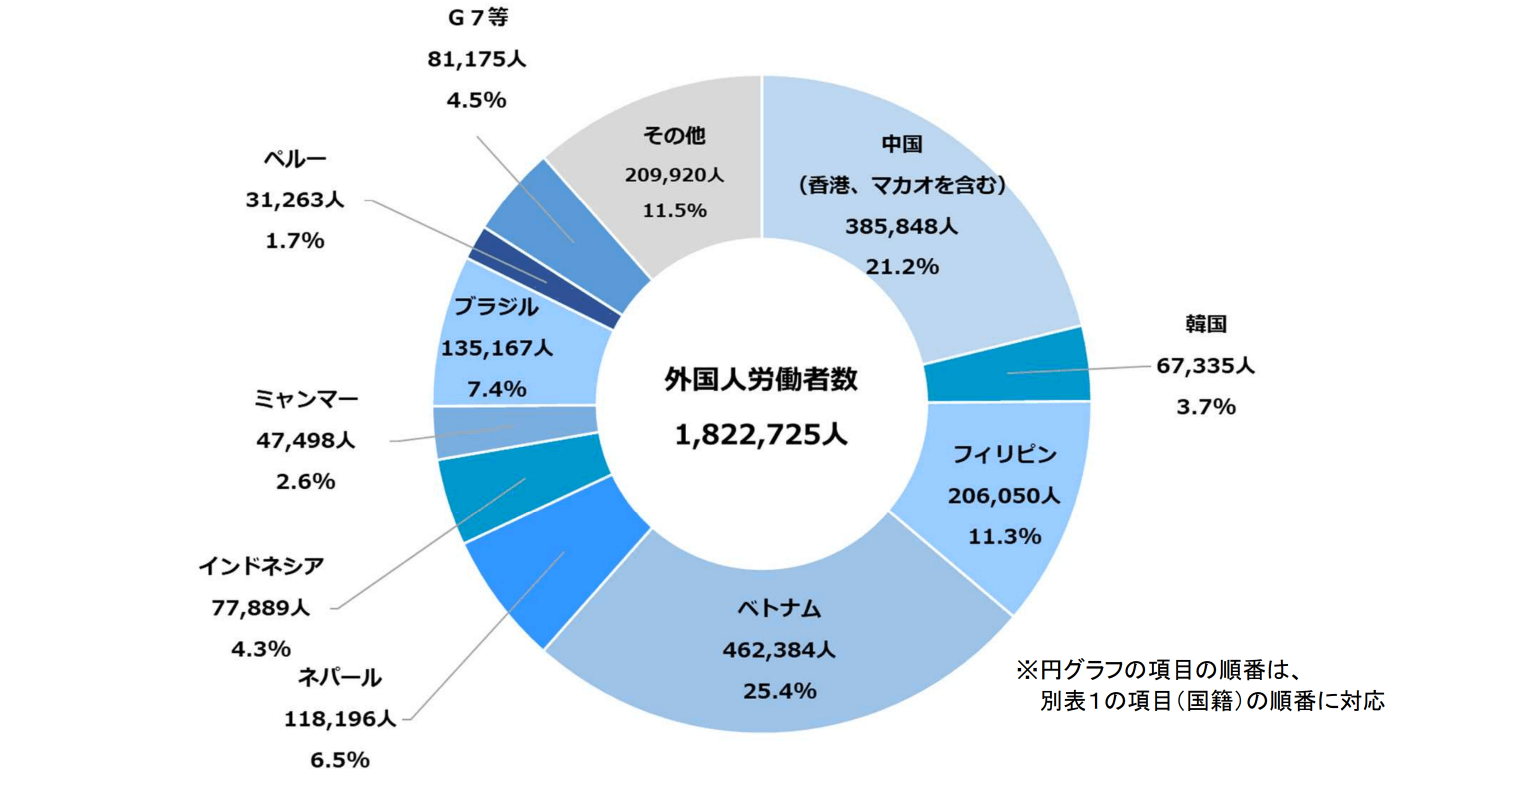 Ｇ７等
81,175人
4.5%
その他
209,920人
11.5%
中国
（香港、マカオを含む）
385,848人
21.2%
ペルー
31,263人
1.7%
ブラジル
135,167人
7.4%
韓国
67,335人
3.7%
外国人労働者数
1,822,725人
ミャンマー
47,498人
2.6%
フィリピン
206,050人
11.3%
インドネシア
77,889人
4.3%
ベトナム
462,384人
25.4%
ネパール
118,196人
6.5%
※円グラフの項目の順番は、
別表１の項目（国籍）の順番に対応